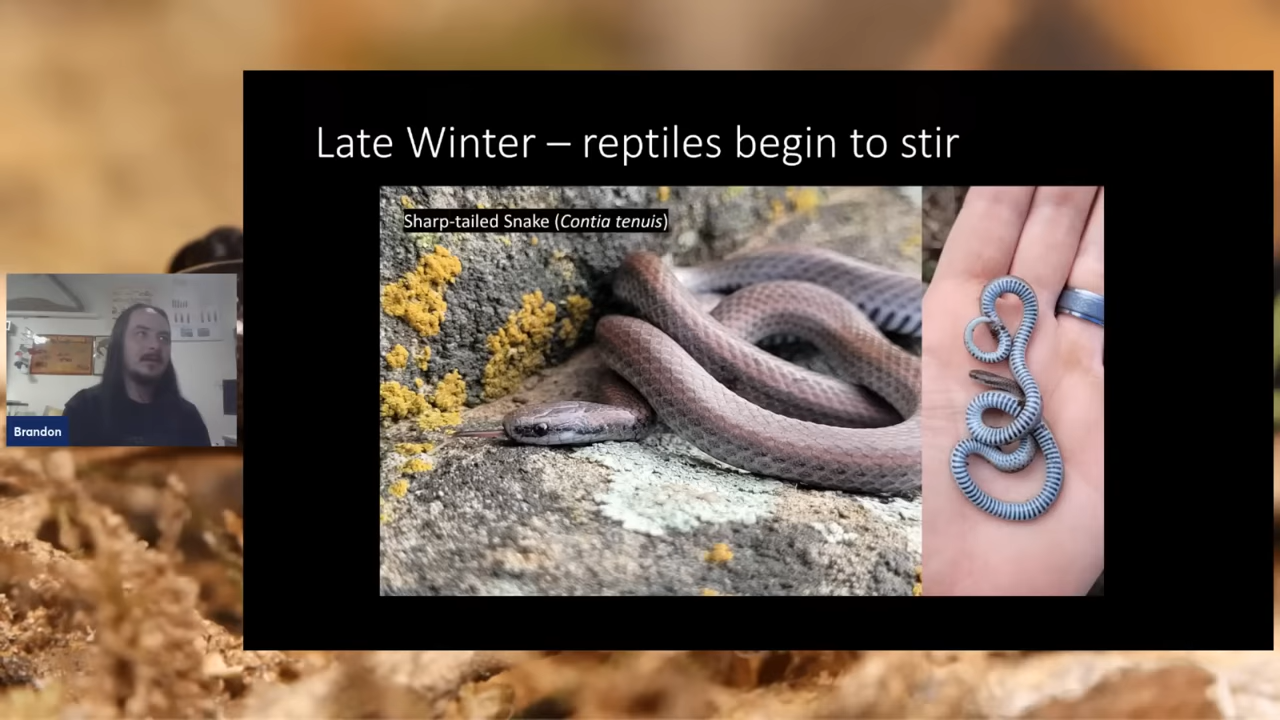 Late Winter – reptiles begin to stir
Sharp-tailed Snake (Contia tenuis)
Brandon